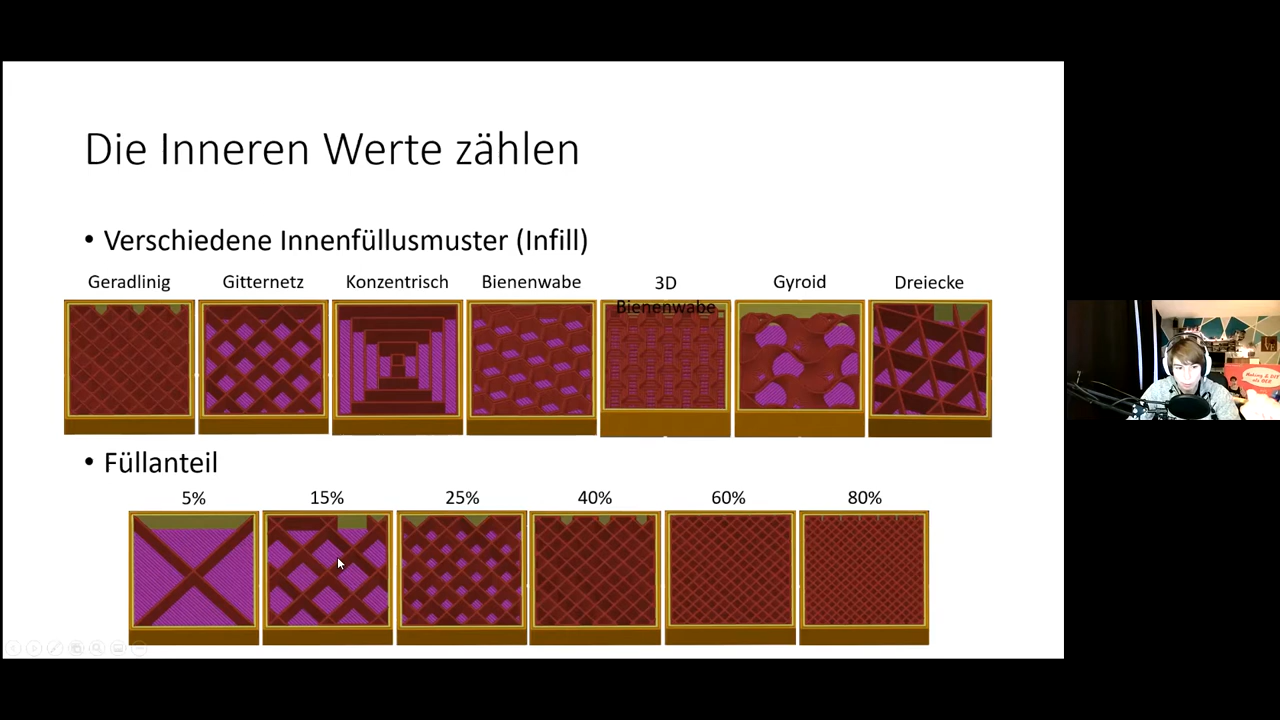 Die Inneren Werte zählen
• Verschiedene Innenfüllusmuster (Infill)
Geradlinig Gitternetz Konzentrisch Bienenwabe 3D Bienenwabe Gyroid Dreiecke
• Füllanteil
5% 15% 25% 40% 60% 80%
Making &